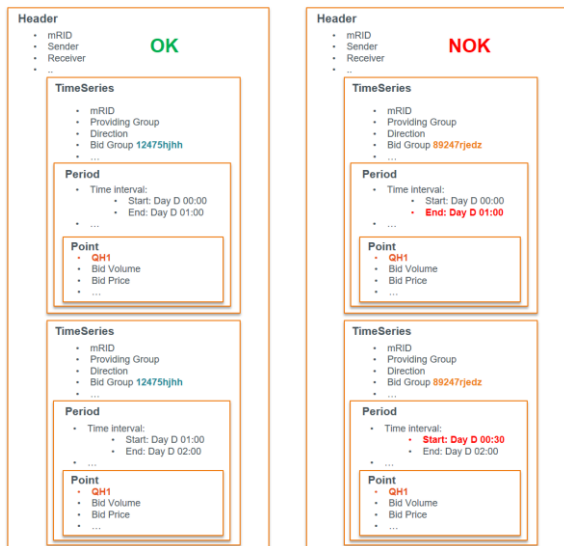 Header
• mRID
• Sender
• Receiver
• ..
OK
TimeSeries
• mRID
• Providing Group
• Direction
• Bid Group 12475hjhh
• ...
Period
• Time interval:
• Start: Day D 00:00
• End: Day D 01:00
• ...
Point
• QH1
• Bid Volume
• Bid Price
• ...
TimeSeries
• mRID
• Providing Group
• Direction
• Bid Group 12475hjhh
• ...
Period
• Time interval:
• Start: Day D 01:00
• End: Day D 02:00
• ...
Point
• QH1
• Bid Volume
• Bid Price
• ...
Header
• mRID
• Sender
• Receiver
• ..
NOK
TimeSeries
• mRID
• Providing Group
• Direction
• Bid Group 89247rjedz
• ...
Period
• Time interval:
• Start: Day D 00:00
• End: Day D 01:00
• ...
Point
• QH1
• Bid Volume
• Bid Price
• ...
TimeSeries
• mRID
• Providing Group
• Direction
• Bid Group 89247rjedz
• ...
Period
• Time interval:
• Start: Day D 00:30
• End: Day D 02:00
• ...
Point
• QH1
• Bid Volume
• Bid Price
• ...